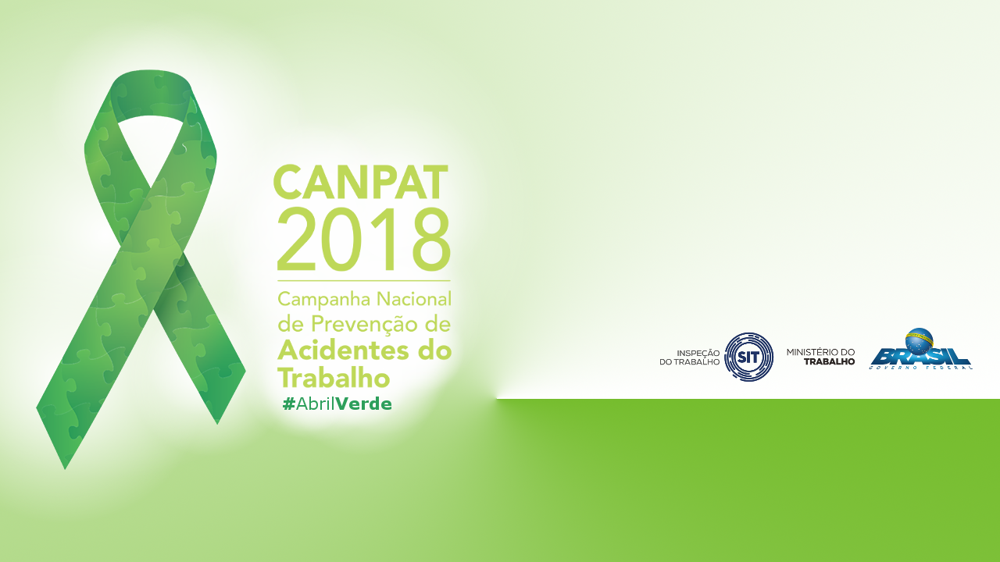 CANPAT
2018
Campanha Nacional
de Prevenção de
Acidentes do
Trabalho
#AbrilVerde
INSPEÇÃO
DO TRABALHO
SIT
MINISTÉRIO DO
TRABALHO
BRASIL
GOVERNO FEDERAL